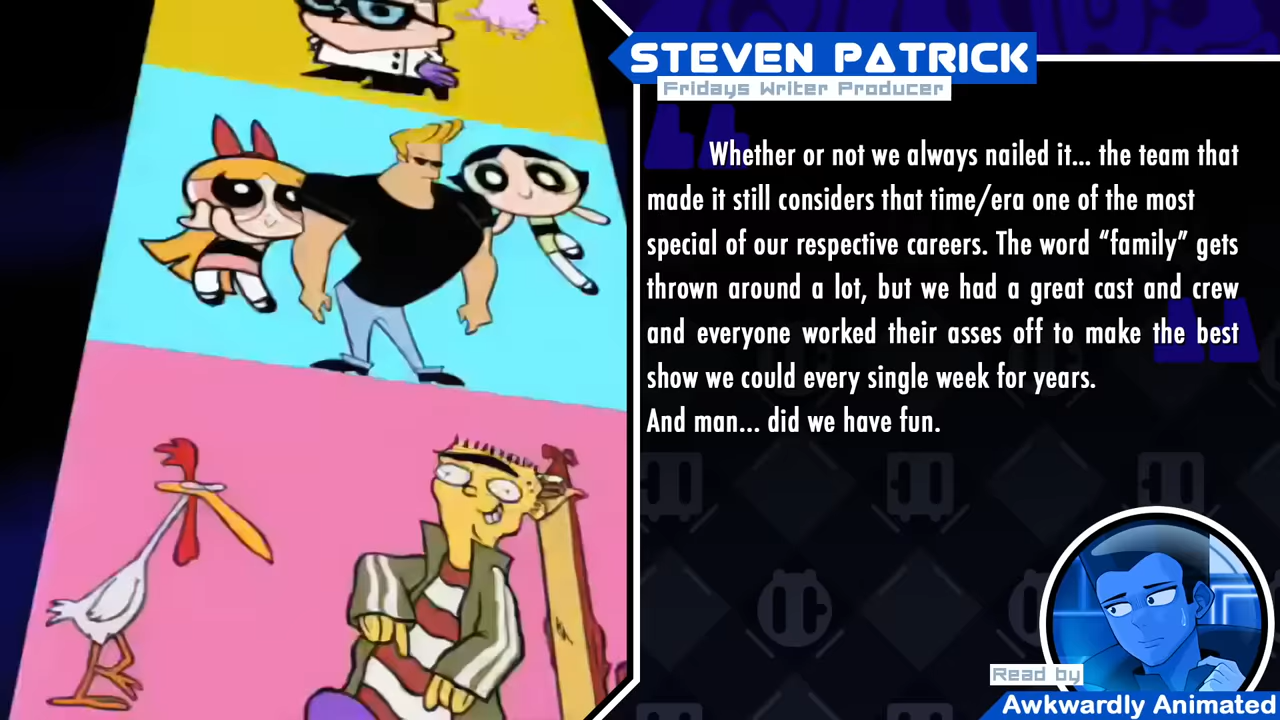 STEVEN PATRICK
Fridays Writer Producer
Whether or not we always nailed it... the team that
made it still considers that time/era one of the most
special of our respective careers. The word “family” gets
thrown around a lot, but we had a great cast and crew
and everyone worked their asses off to make the best
show we could every single week for years.
And man... did we have fun.
Read by
Awkwardly Animated